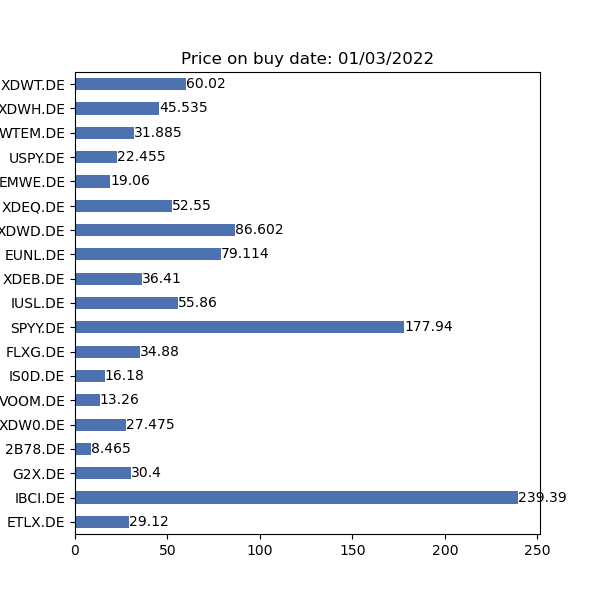 Price on buy date: 01/03/2022
XDWT.DE 60.02
XDWH.DE 45.535
WTEM.DE 31.885
USPY.DE 22.455
EMWE.DE 19.06
XDEQ.DE 52.55
XDWD.DE 86.602
EUNL.DE 79.114
XDEB.DE 36.41
IUSL.DE 55.86
SPYY.DE 177.94
FLXG.DE 34.88
IS0D.DE 16.18
VOOM.DE 13.26
XDW0.DE 27.475
2B78.DE 8.465
G2X.DE 30.4
IBCI.DE 239.39
ETLX.DE 29.12
0 50 100 150 200 250